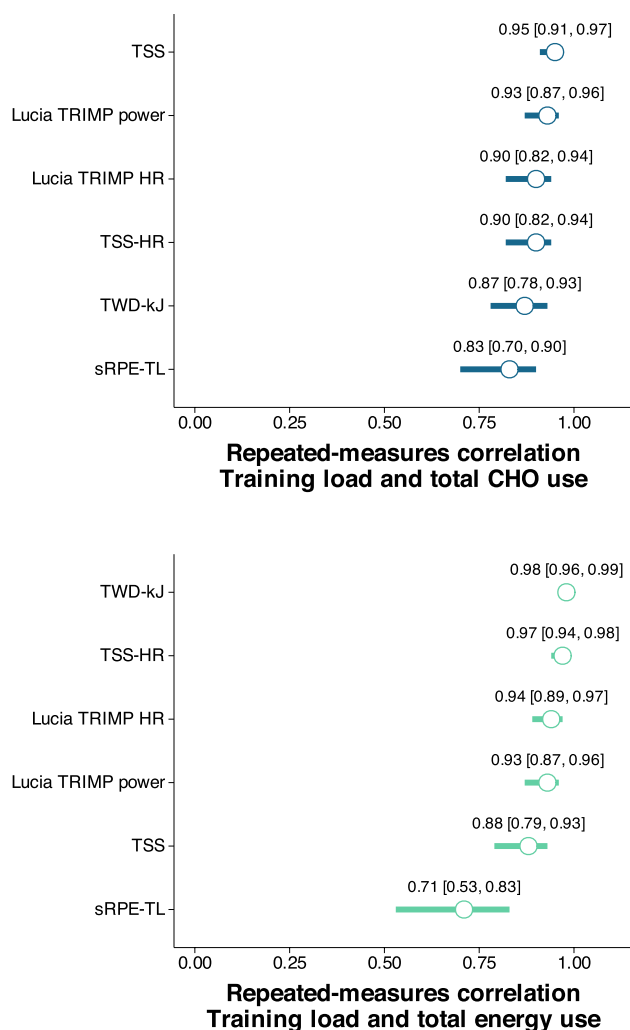 0.95 [0.91, 0.97]
TSS
0.93 [0.87, 0.96]
Lucia TRIMP power
0.90 [0.82, 0.94]
Lucia TRIMP HR
0.90 [0.82, 0.94]
TSS-HR
0.87 [0.78, 0.93]
TWD-kJ
0.83 [0.70, 0.90]
sRPE-TL
0.00 0.25 0.50 0.75 1.00
Repeated-measures correlation
Training load and total CHO use
0.98 [0.96, 0.99]
TWD-kJ
0.97 [0.94, 0.98]
TSS-HR
0.94 [0.89, 0.97]
Lucia TRIMP HR
0.93 [0.87, 0.96]
Lucia TRIMP power
0.88 [0.79, 0.93]
TSS
0.71 [0.53, 0.83]
sRPE-TL
0.00 0.25 0.50 0.75 1.00
Repeated-measures correlation
Training load and total energy use